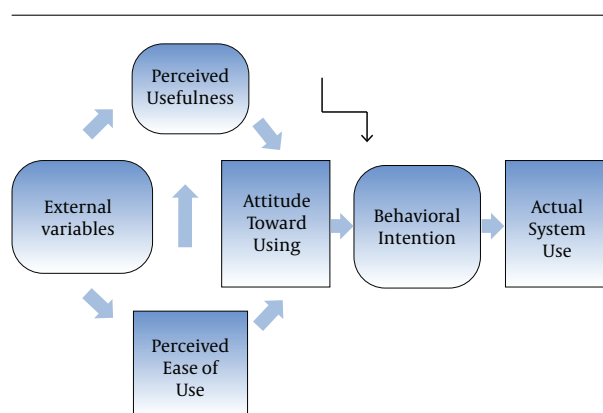 Perceived
Usefulness
External
variables
Attitude
Toward
Using
Behavioral
Intention
Actual
System
Use
Perceived
Ease of
Use